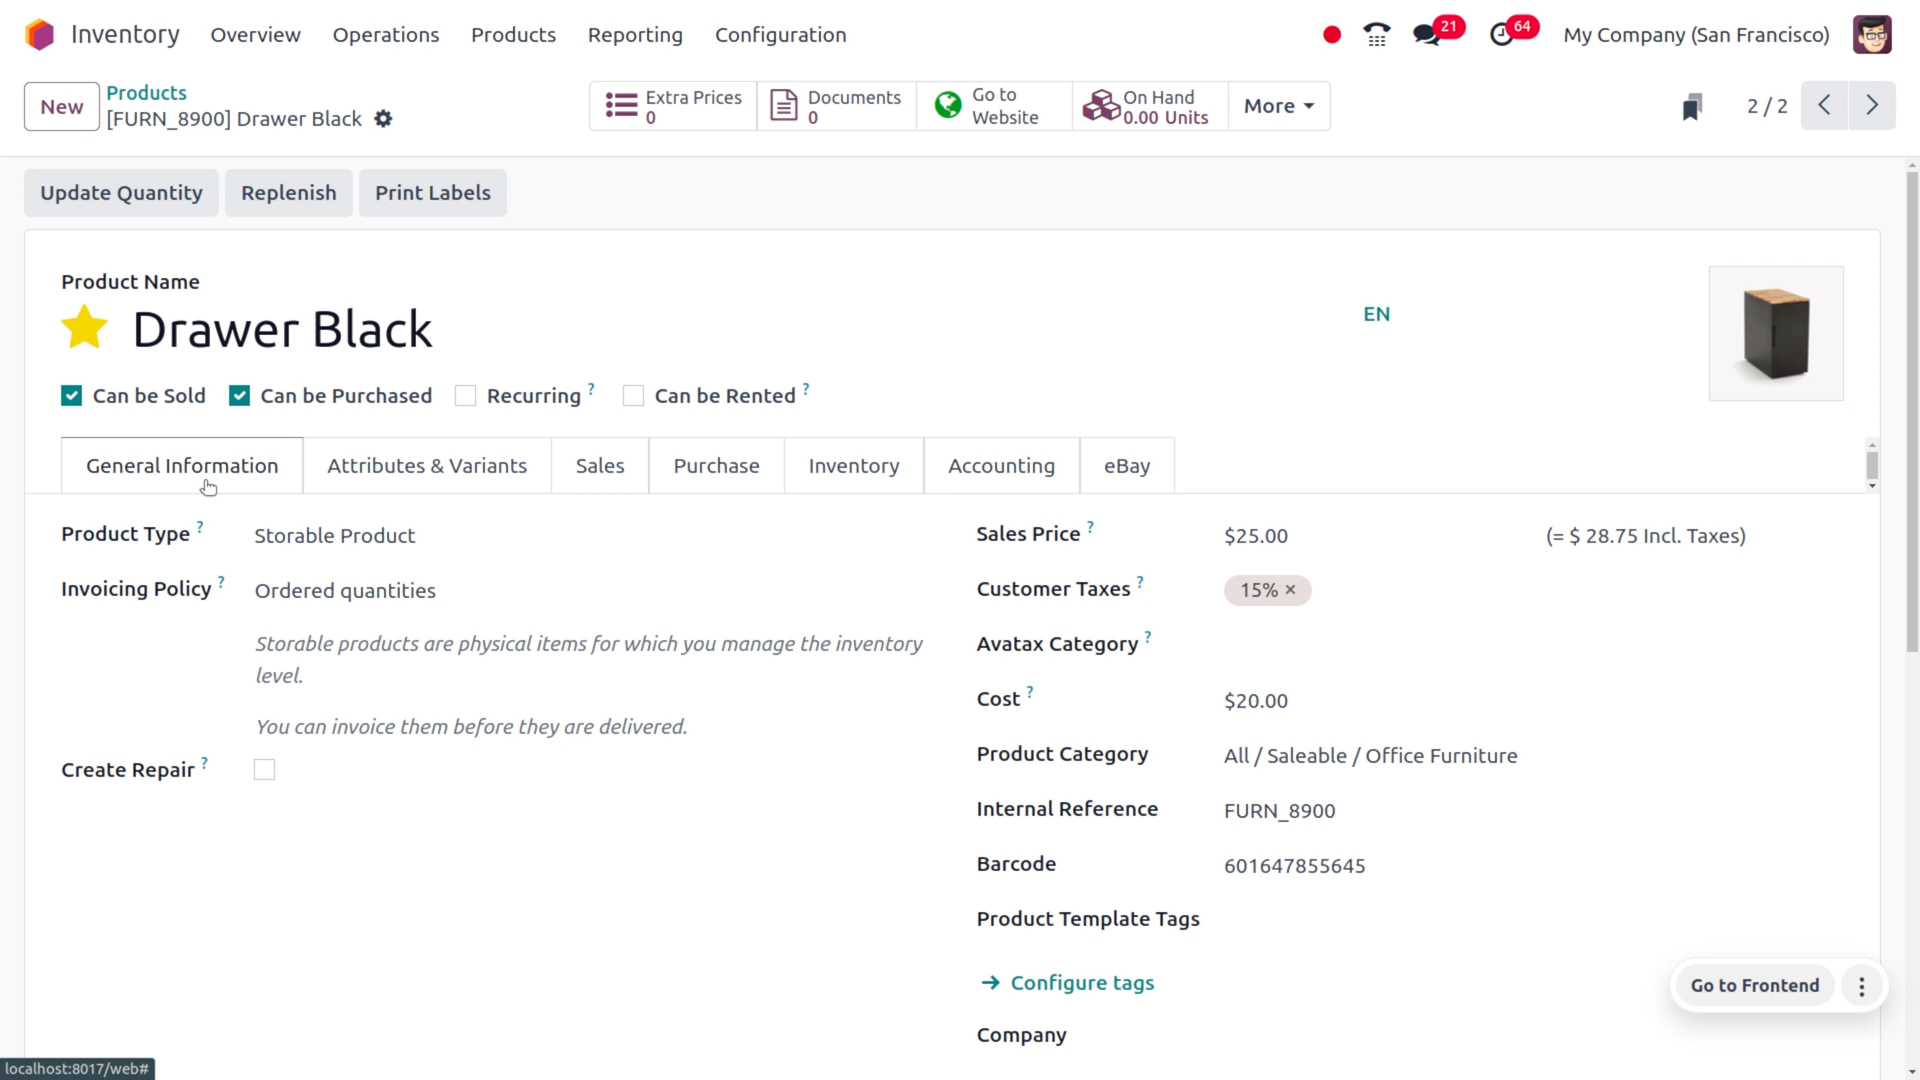 Inventory Overview Operations Products Reporting Configuration 21 64 My Company (San Francisco)
New Products
[FURN_8900] Drawer Black
Extra Prices
0
Documents
0
Go to
Website
On Hand
0.00 Units
More
2 / 2
Update Quantity Replenish Print Labels
Product Name
Drawer Black
EN
Can be Sold Can be Purchased Recurring ? Can be Rented ?
General Information Attributes & Variants Sales Purchase Inventory Accounting eBay
Product Type ? Storable Product
Invoicing Policy ? Ordered quantities
Storable products are physical items for which you manage the inventory
level.
You can invoice them before they are delivered.
Create Repair ?
Sales Price ? $25.00 (= $ 28.75 Incl. Taxes)
Customer Taxes ? 15% ×
Avatax Category ?
Cost ? $20.00
Product Category All / Saleable / Office Furniture
Internal Reference FURN_8900
Barcode 601647855645
Product Template Tags
→ Configure tags
Company
Go to Frontend
localhost:8017/web#